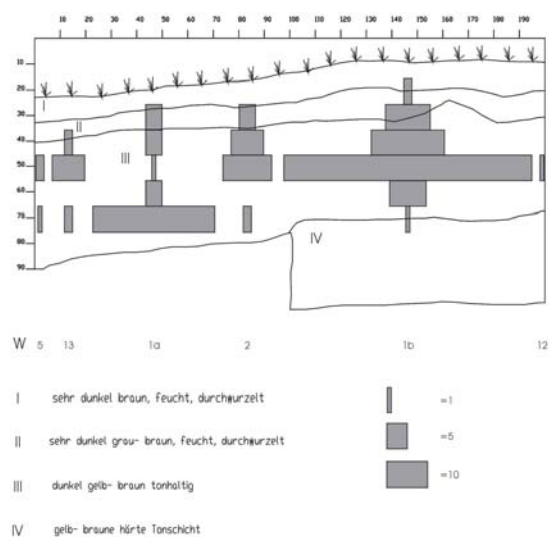 10 20 30 40 50 60 70 80 90 100 110 120 130 140 150 160 170 180 190
10
20
30
40
50
60
70
80
90
I
II
III
IV
W 5 13 1a 2 1b 12
I sehr dunkel braun, feucht, durchwurzelt
=1
II sehr dunkel grau- braun, feucht, durchwurzelt
=5
III dunkel gelb- braun tonhaltig
=10
IV gelb- braune härte Tonschicht